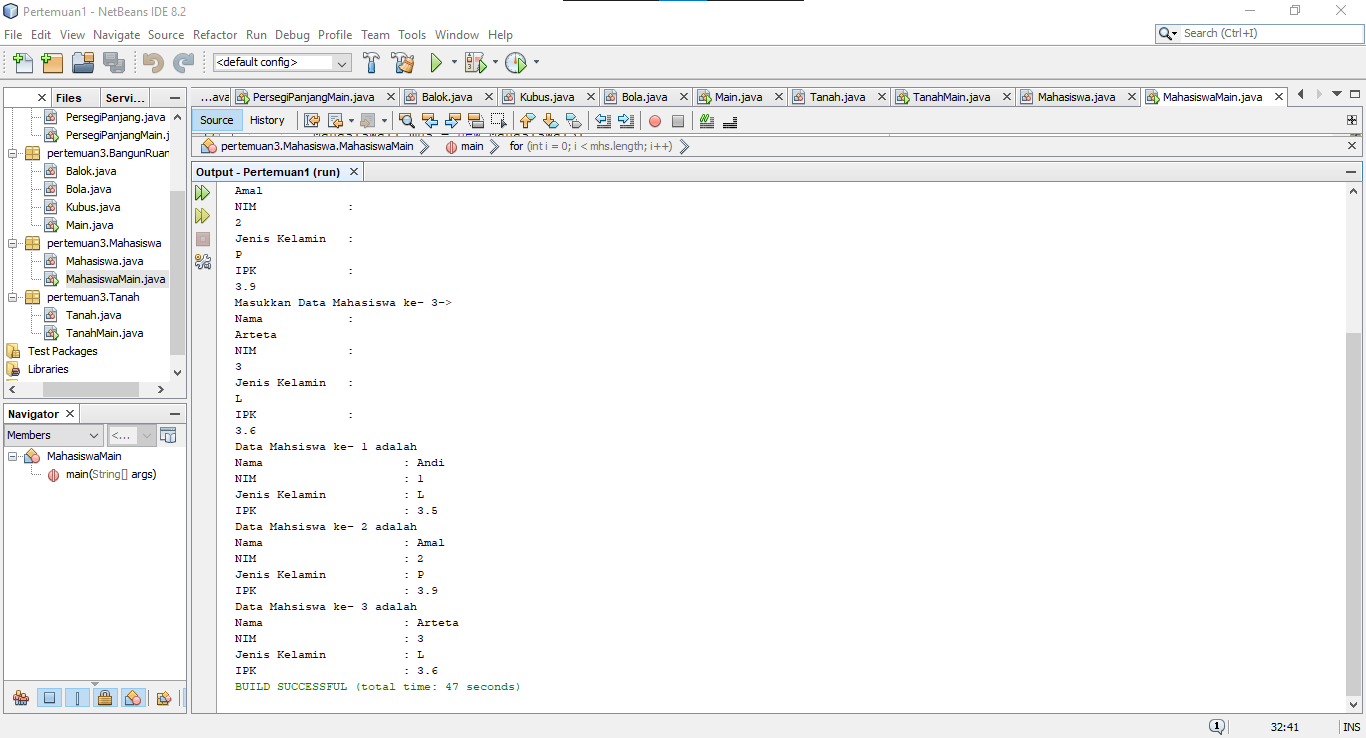 Pertemuan1 - NetBeans IDE 8.2
File Edit View Navigate Source Refactor Run Debug Profile Team Tools Window Help
Search (Ctrl+I)
<default config>
Files Servi...
...ava PersegiPanjangMain.java Balok.java Kubus.java Bola.java Main.java Tanah.java TanahMain.java Mahasiswa.java MahasiswaMain.java
Source History
pertemuan3.Mahasiswa.MahasiswaMain main for (int i = 0; i < mhs.length; i++)
PersegiPanjang.java
PersegiPanjangMain.j
pertemuan3.BangunRuan
Balok.java
Bola.java
Kubus.java
Main.java
pertemuan3.Mahasiswa
Mahasiswa.java
MahasiswaMain.java
pertemuan3.Tanah
Tanah.java
TanahMain.java
Test Packages
Libraries
Navigator
Members <...
MahasiswaMain
main(String[] args)
Output - Pertemuan1 (run)
Amal
NIM :
2
Jenis Kelamin :
P
IPK :
3.9
Masukkan Data Mahasiswa ke- 3->
Nama :
Arteta
NIM :
3
Jenis Kelamin :
L
IPK :
3.6
Data Mahsiswa ke- 1 adalah
Nama : Andi
NIM : 1
Jenis Kelamin : L
IPK : 3.5
Data Mahsiswa ke- 2 adalah
Nama : Amal
NIM : 2
Jenis Kelamin : P
IPK : 3.9
Data Mahsiswa ke- 3 adalah
Nama : Arteta
NIM : 3
Jenis Kelamin : L
IPK : 3.6
BUILD SUCCESSFUL (total time: 47 seconds)
1 32:41 INS